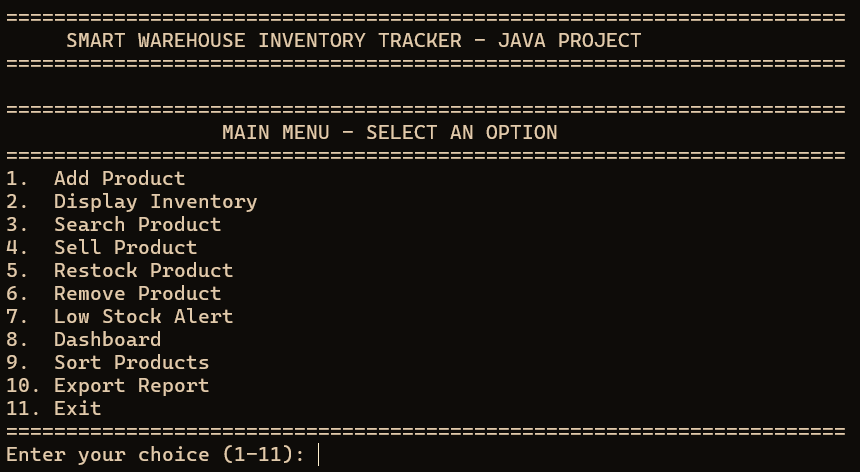 ======================================================================
SMART WAREHOUSE INVENTORY TRACKER - JAVA PROJECT
======================================================================
======================================================================
MAIN MENU - SELECT AN OPTION
======================================================================
1. Add Product
2. Display Inventory
3. Search Product
4. Sell Product
5. Restock Product
6. Remove Product
7. Low Stock Alert
8. Dashboard
9. Sort Products
10. Export Report
11. Exit
======================================================================
Enter your choice (1-11):